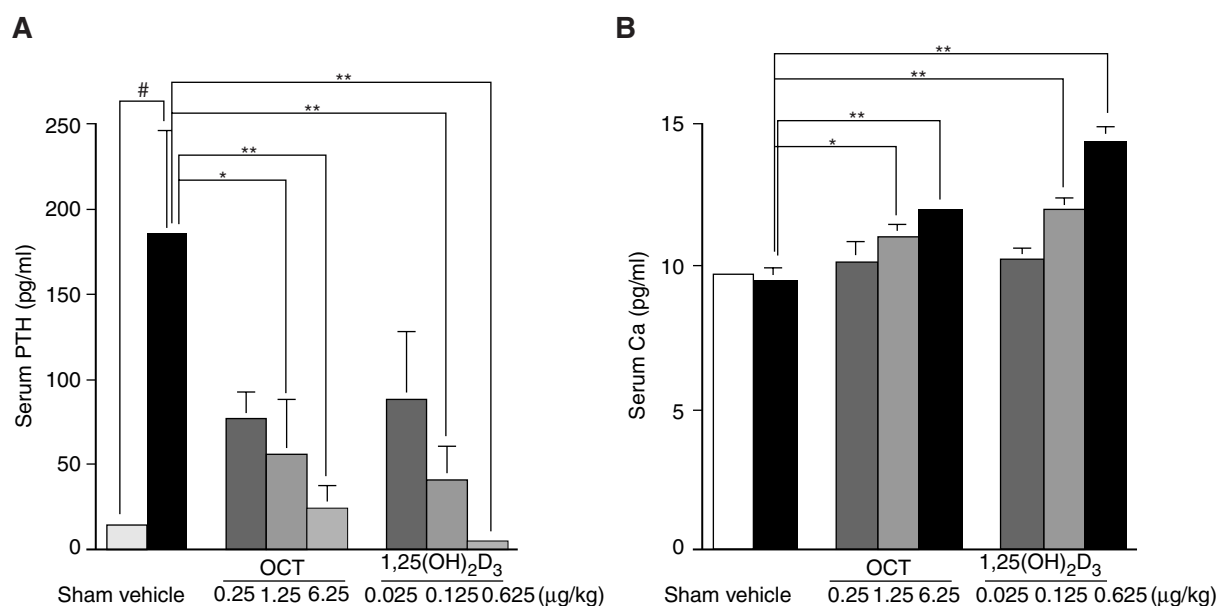 A
#
**
**
**
*
250
200
150
100
50
0
Serum PTH (pg/ml)
OCT
1,25(OH)₂D₃
Sham vehicle 0.25 1.25 6.25 0.025 0.125 0.625 (μg/kg)
B
**
**
**
*
15
10
5
0
Serum Ca (pg/ml)
OCT
1,25(OH)₂D₃
Sham vehicle 0.25 1.25 6.25 0.025 0.125 0.625 (μg/kg)